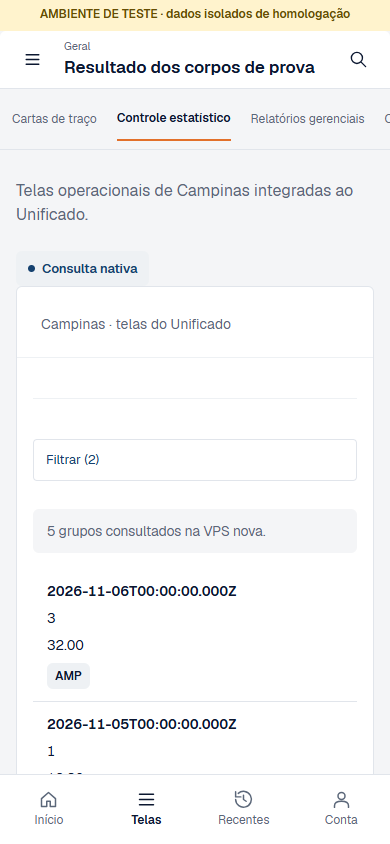 AMBIENTE DE TESTE · dados isolados de homologação
Geral
Resultado dos corpos de prova
Cartas de traço
Controle estatístico
Relatórios gerenciais
Telas operacionais de Campinas integradas ao
Unificado.
Consulta nativa
Campinas · telas do Unificado
Filtrar (2)
5 grupos consultados na VPS nova.
2026-11-06T00:00:00.000Z
3
32.00
AMP
2026-11-05T00:00:00.000Z
1
Início
Telas
Recentes
Conta